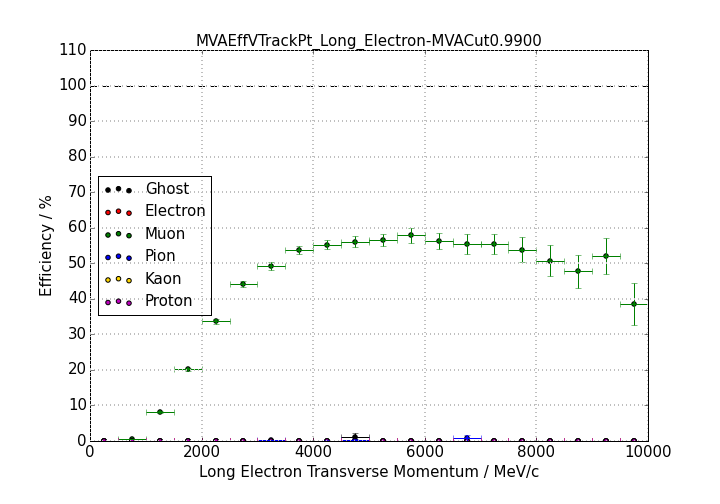 MVAEffVTrackPt_Long_Electron-MVACut0.9900
110
100
90
80
70
60
50
40
30
20
10
0
Efficiency / %
Ghost
Electron
Muon
Pion
Kaon
Proton
0 2000 4000 6000 8000 10000
Long Electron Transverse Momentum / MeV/c